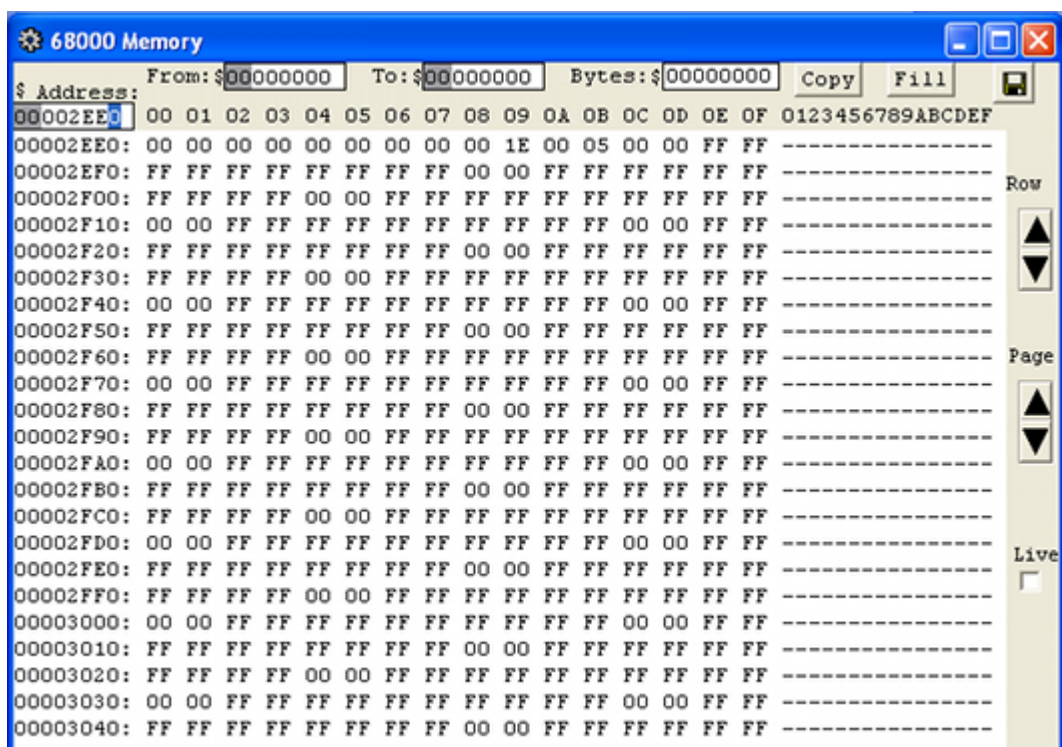 68000 Memory
From:$00000000 To:$00000000 Bytes:$00000000 Copy Fill
$ Address:
00002EE0 00 01 02 03 04 05 06 07 08 09 0A 0B 0C 0D 0E 0F 0123456789ABCDEF
00002EE0: 00 00 00 00 00 00 00 00 00 1E 00 05 00 00 FF FF ----------------
00002EF0: FF FF FF FF FF FF FF FF 00 00 FF FF FF FF FF FF ----------------
Row
00002F00: FF FF FF FF 00 00 FF FF FF FF FF FF FF FF FF FF ----------------
00002F10: 00 00 FF FF FF FF FF FF FF FF FF FF 00 00 FF FF ----------------
00002F20: FF FF FF FF FF FF FF FF 00 00 FF FF FF FF FF FF ----------------
00002F30: FF FF FF FF 00 00 FF FF FF FF FF FF FF FF FF FF ----------------
00002F40: 00 00 FF FF FF FF FF FF FF FF FF FF 00 00 FF FF ----------------
00002F50: FF FF FF FF FF FF FF FF 00 00 FF FF FF FF FF FF ----------------
00002F60: FF FF FF FF 00 00 FF FF FF FF FF FF FF FF FF FF ----------------
Page
00002F70: 00 00 FF FF FF FF FF FF FF FF FF FF 00 00 FF FF ----------------
00002F80: FF FF FF FF FF FF FF FF 00 00 FF FF FF FF FF FF ----------------
00002F90: FF FF FF FF 00 00 FF FF FF FF FF FF FF FF FF FF ----------------
00002FA0: 00 00 FF FF FF FF FF FF FF FF FF FF 00 00 FF FF ----------------
00002FB0: FF FF FF FF FF FF FF FF 00 00 FF FF FF FF FF FF ----------------
00002FC0: FF FF FF FF 00 00 FF FF FF FF FF FF FF FF FF FF ----------------
00002FD0: 00 00 FF FF FF FF FF FF FF FF FF FF 00 00 FF FF ----------------
Live
00002FE0: FF FF FF FF FF FF FF FF 00 00 FF FF FF FF FF FF ----------------
00002FF0: FF FF FF FF 00 00 FF FF FF FF FF FF FF FF FF FF ----------------
00003000: 00 00 FF FF FF FF FF FF FF FF FF FF 00 00 FF FF ----------------
00003010: FF FF FF FF FF FF FF FF 00 00 FF FF FF FF FF FF ----------------
00003020: FF FF FF FF 00 00 FF FF FF FF FF FF FF FF FF FF ----------------
00003030: 00 00 FF FF FF FF FF FF FF FF FF FF 00 00 FF FF ----------------
00003040: FF FF FF FF FF FF FF FF 00 00 FF FF FF FF FF FF ----------------